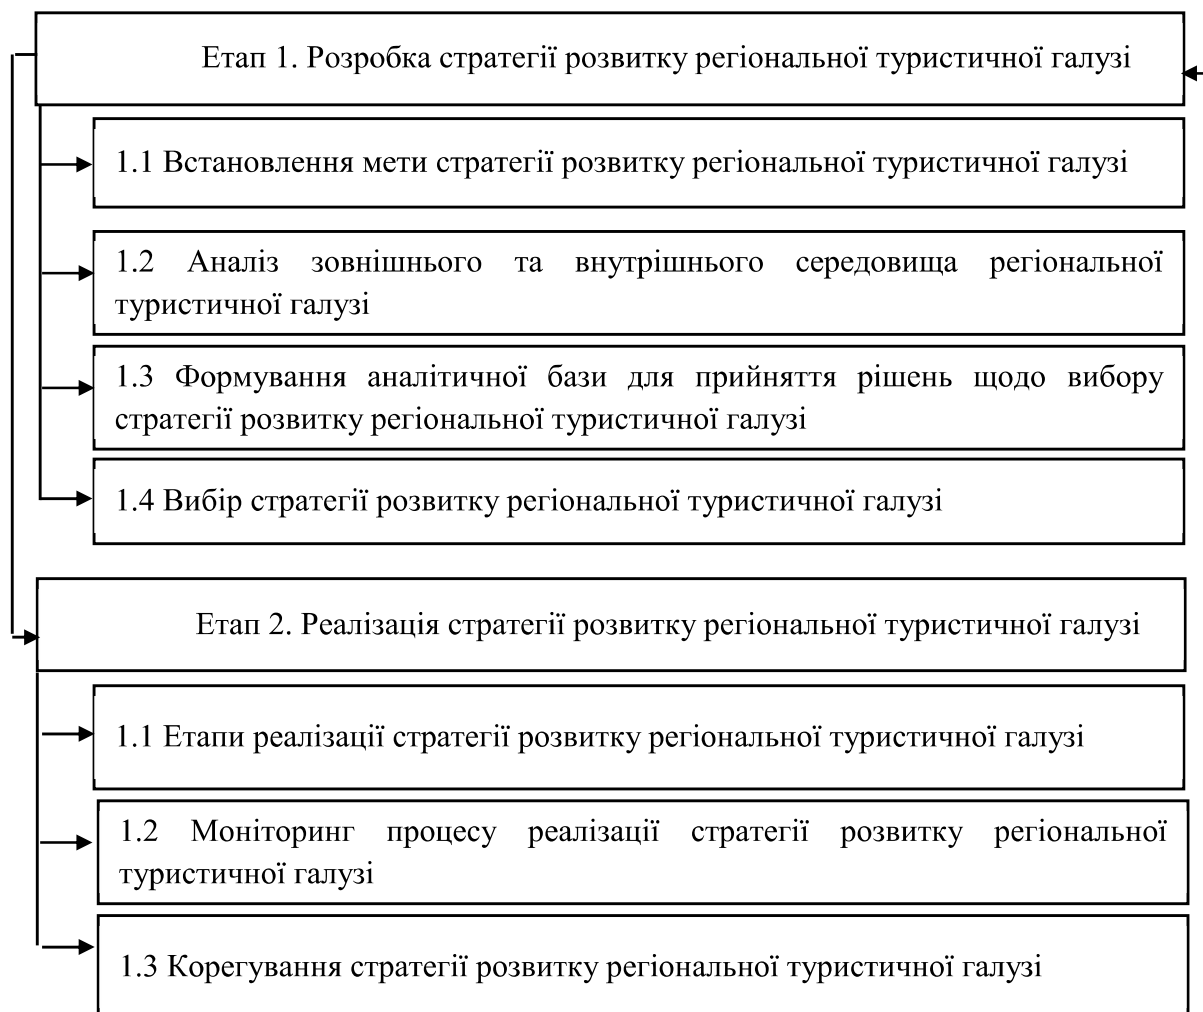 Етап 1. Розробка стратегії розвитку регіональної туристичної галузі
1.1 Встановлення мети стратегії розвитку регіональної туристичної галузі
1.2 Аналіз зовнішнього та внутрішнього середовища регіональної
туристичної галузі
1.3 Формування аналітичної бази для прийняття рішень щодо вибору
стратегії розвитку регіональної туристичної галузі
1.4 Вибір стратегії розвитку регіональної туристичної галузі
Етап 2. Реалізація стратегії розвитку регіональної туристичної галузі
1.1 Етапи реалізації стратегії розвитку регіональної туристичної галузі
1.2 Моніторинг процесу реалізації стратегії розвитку регіональної
туристичної галузі
1.3 Корегування стратегії розвитку регіональної туристичної галузі